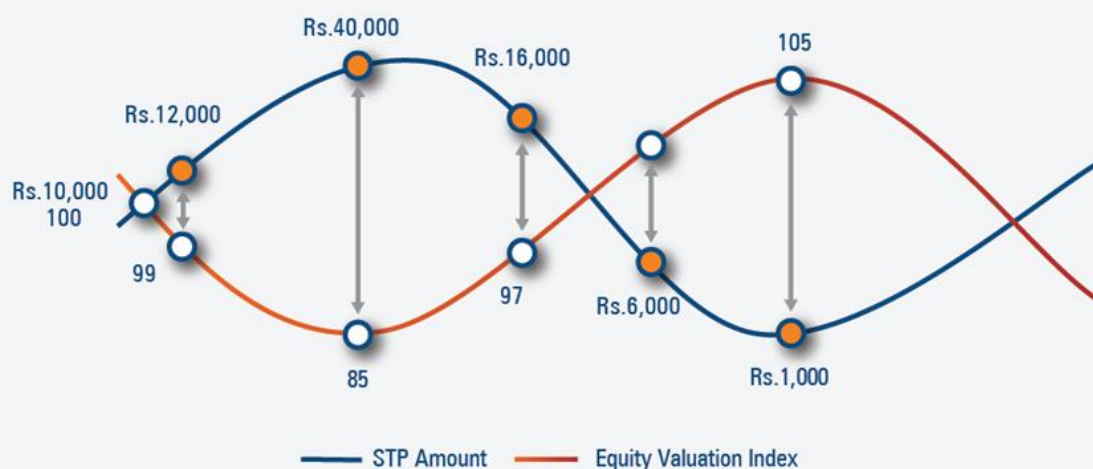 Rs.40,000
Rs.16,000
105
Rs.12,000
Rs.10,000
100
99
97
Rs.6,000
85
Rs.1,000
STP Amount
Equity Valuation Index